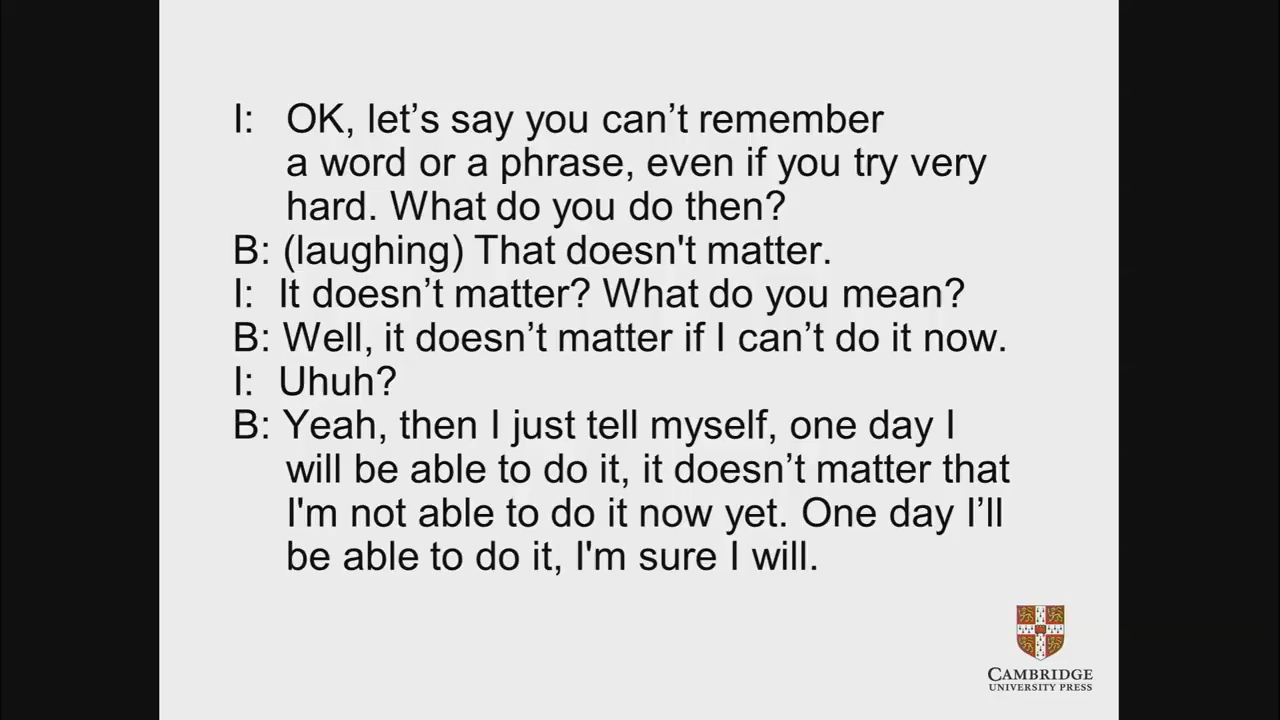 I: OK, let’s say you can’t remember
a word or a phrase, even if you try very
hard. What do you do then?
B: (laughing) That doesn't matter.
I: It doesn’t matter? What do you mean?
B: Well, it doesn’t matter if I can’t do it now.
I: Uhuh?
B: Yeah, then I just tell myself, one day I
will be able to do it, it doesn’t matter that
I'm not able to do it now yet. One day I’ll
be able to do it, I'm sure I will.
CAMBRIDGE
UNIVERSITY PRESS